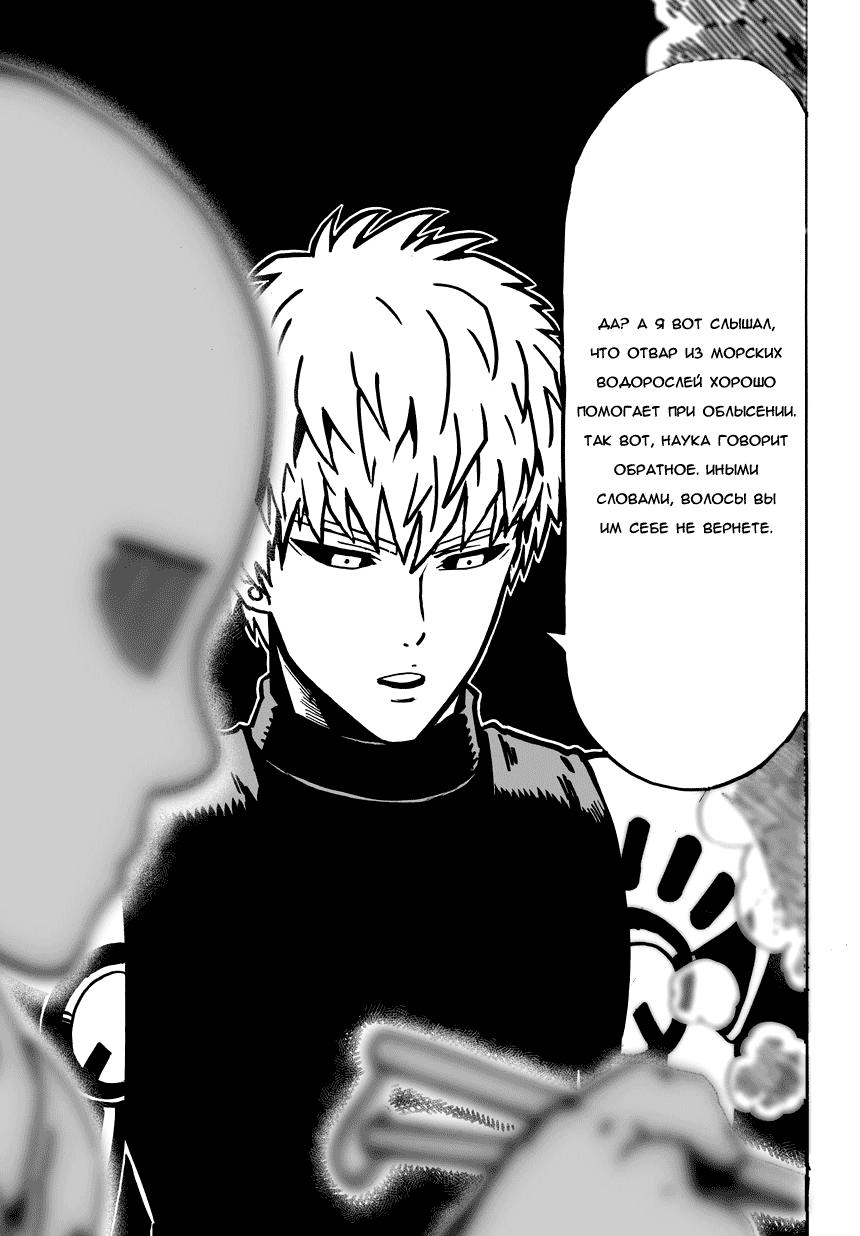 ДА? А Я ВОТ СЛЫШАЛ,
ЧТО ОТВАР ИЗ МОРСКИХ
ВОДОРОСЛЕЙ ХОРОШО
ПОМОГАЕТ ПРИ ОБЛЫСЕНИИ.
ТАК ВОТ, НАУКА ГОВОРИТ
ОБРАТНОЕ. ИНЫМИ
СЛОВАМИ, ВОЛОСЫ ВЫ
ИМ СЕБЕ НЕ ВЕРНЕТЕ.